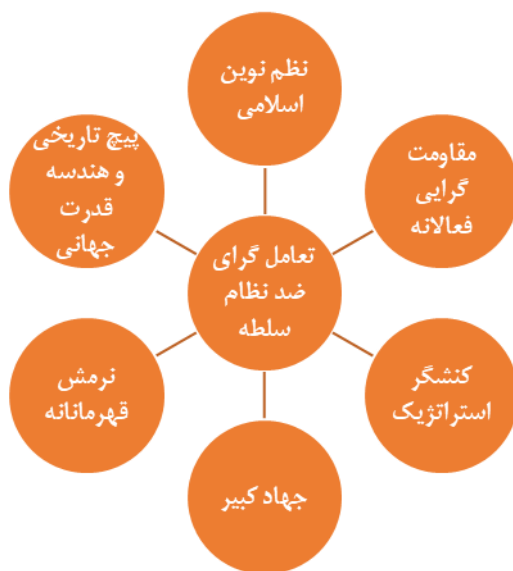 نظم نوین
اسلامی
مقاومت
گرایی
فعالانه
پیچ تاریخی
و هندسه
قدرت
جهانی
تعامل گرای
ضد نظام
سلطه
کنشگر
استراتژیک
نرمش
قهرمانانه
جهاد کبیر